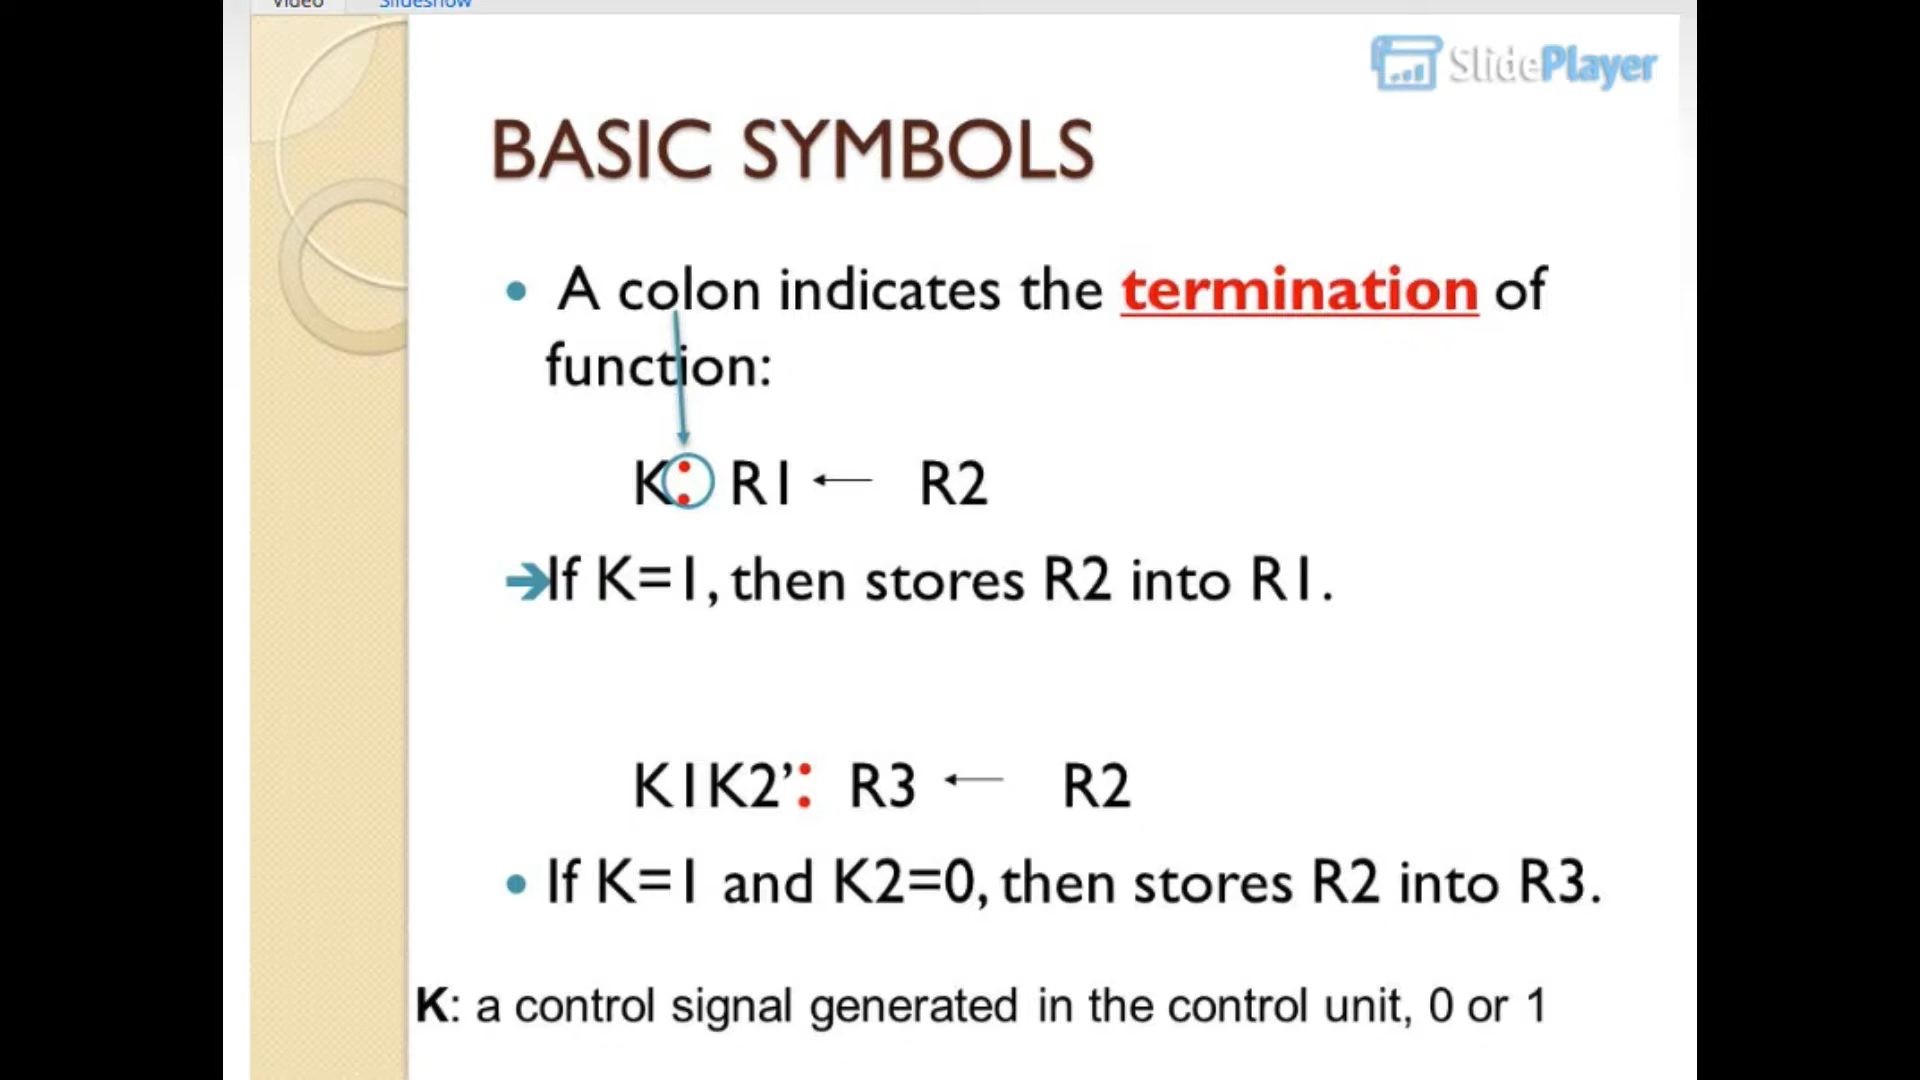 Video Slideshow
SlidePlayer
BASIC SYMBOLS
• A colon indicates the termination of
function:
K: R1 ← R2
➔If K=1, then stores R2 into R1.
K1K2’: R3 ← R2
• If K=1 and K2=0, then stores R2 into R3.
K: a control signal generated in the control unit, 0 or 1